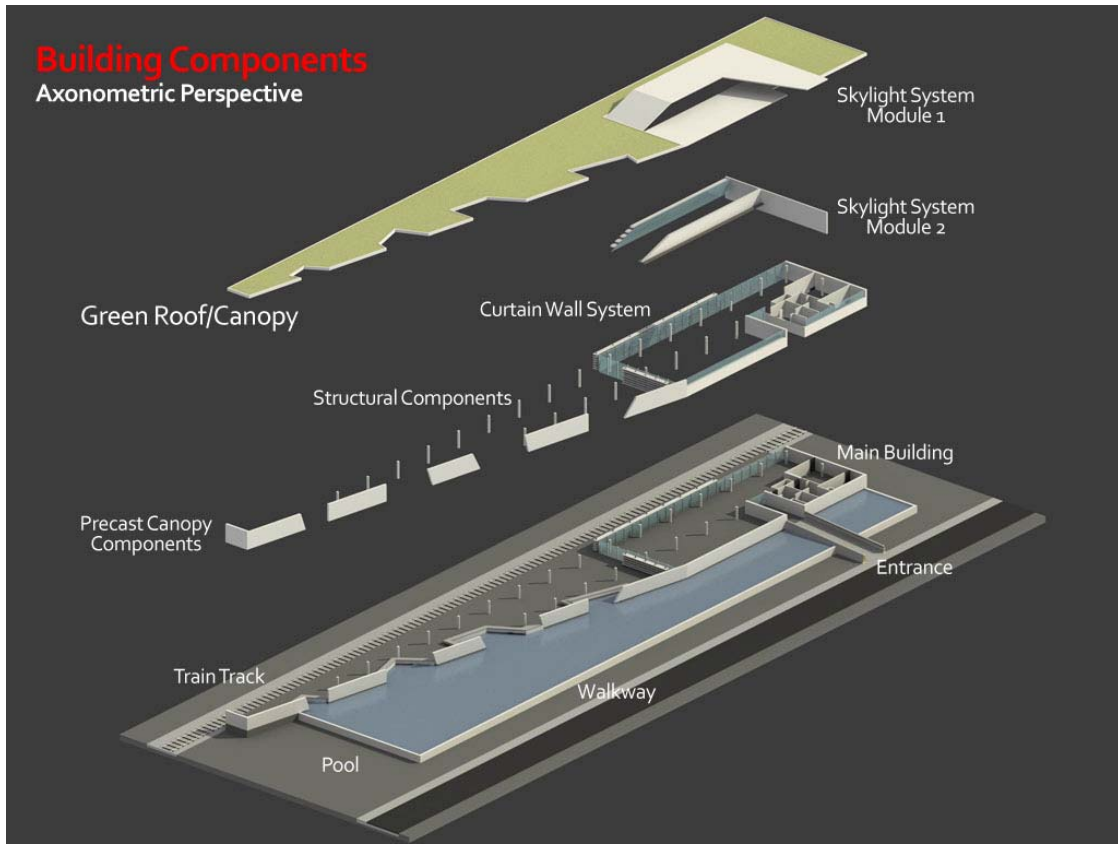 Building Components
Axonometric Perspective
Skylight System
Module 1
Skylight System
Module 2
Green Roof/Canopy
Curtain Wall System
Structural Components
Main Building
Precast Canopy
Components
Entrance
Train Track
Walkway
Pool